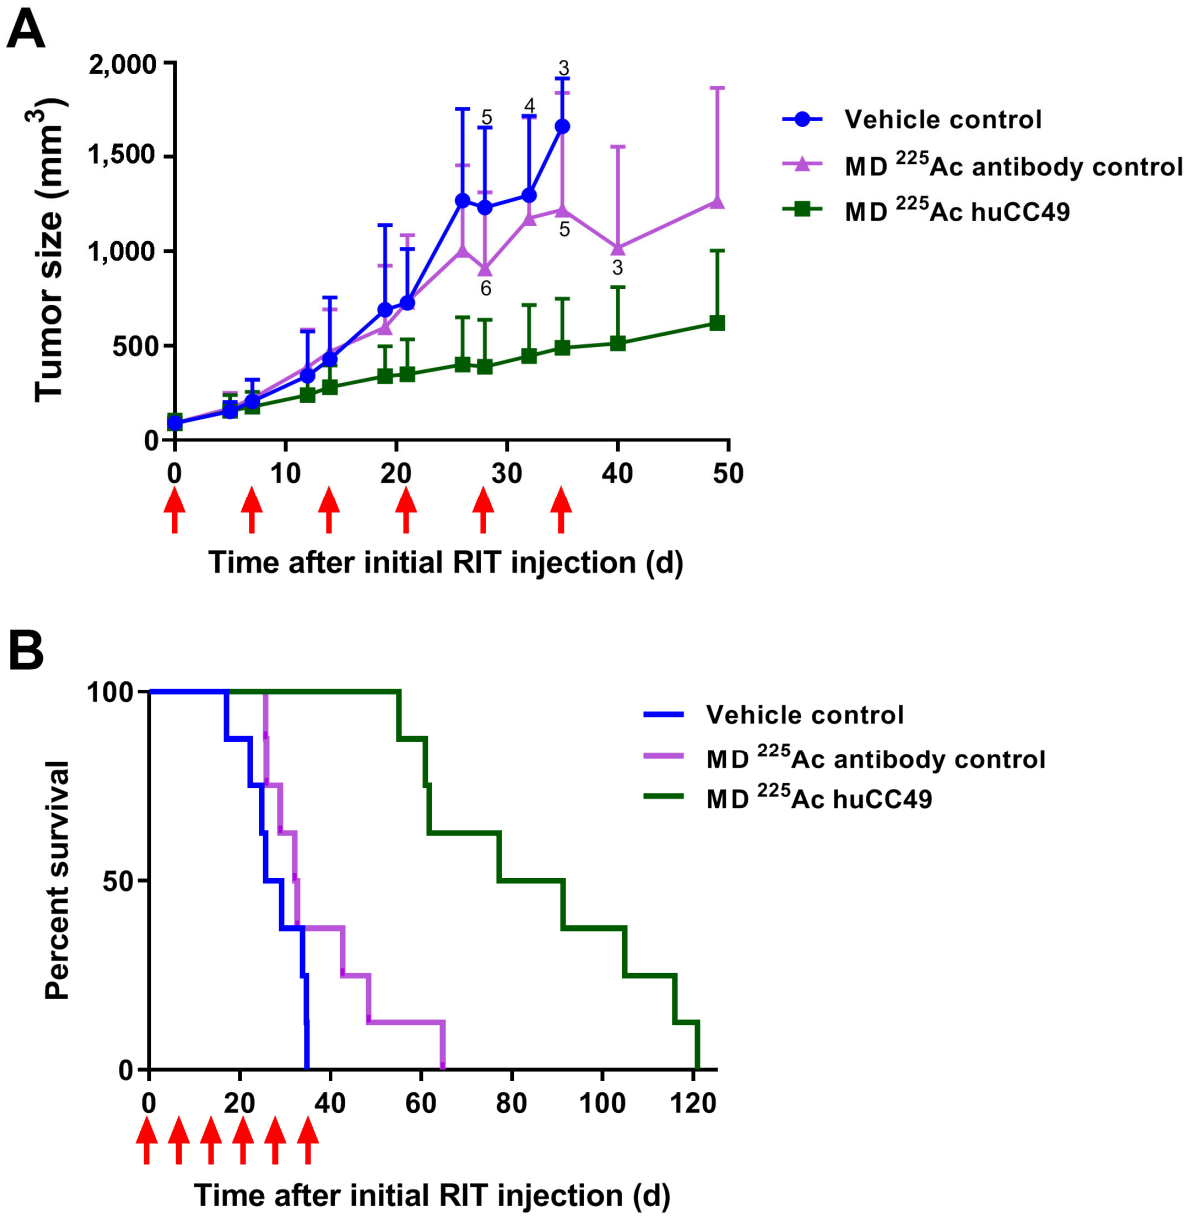 A
Tumor size (mm³)
2,000
1,500
1,000
500
0
0 10 20 30 40 50
5
4
3
6
5
3
Time after initial RIT injection (d)
Vehicle control
MD ²²⁵Ac antibody control
MD ²²⁵Ac huCC49
B
Percent survival
100
50
0
0 20 40 60 80 100 120
Time after initial RIT injection (d)
Vehicle control
MD ²²⁵Ac antibody control
MD ²²⁵Ac huCC49